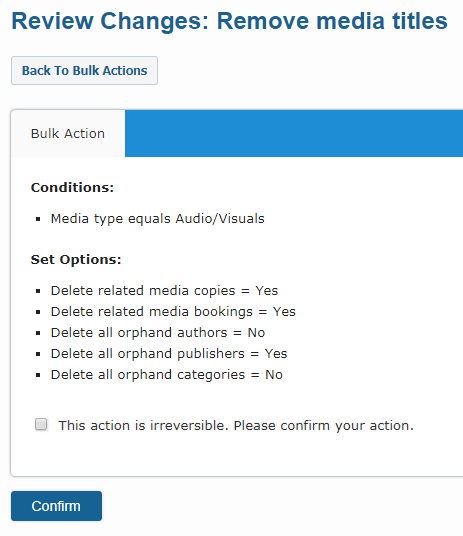 Review Changes: Remove media titles
Back To Bulk Actions
Bulk Action
Conditions:
Media type equals Audio/Visuals
Set Options:
Delete related media copies = Yes
Delete related media bookings = Yes
Delete all orphand authors = No
Delete all orphand publishers = Yes
Delete all orphand categories = No
This action is irreversible. Please confirm your action.
Confirm